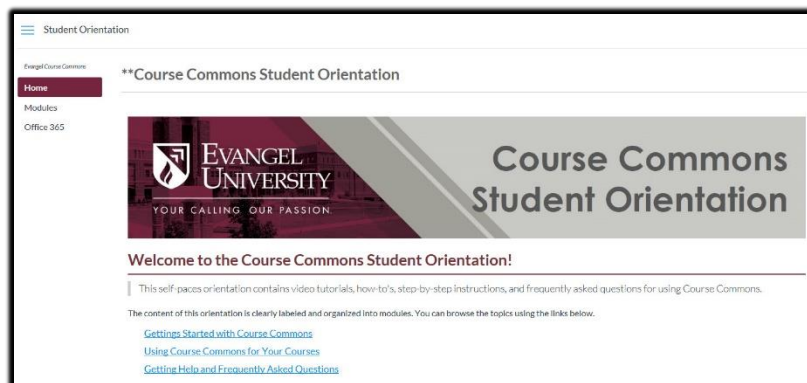 Student Orientation
Evangel Course Commons
Home
Modules
Office 365
**Course Commons Student Orientation
EVANGEL
UNIVERSITY
YOUR CALLING OUR PASSION.
Course Commons
Student Orientation
Welcome to the Course Commons Student Orientation!
This self-paces orientation contains video tutorials, how-to's, step-by-step instructions, and frequently asked questions for using Course Commons.
The content of this orientation is clearly labeled and organized into modules. You can browse the topics using the links below.
Gettings Started with Course Commons
Using Course Commons for Your Courses
Getting Help and Frequently Asked Questions